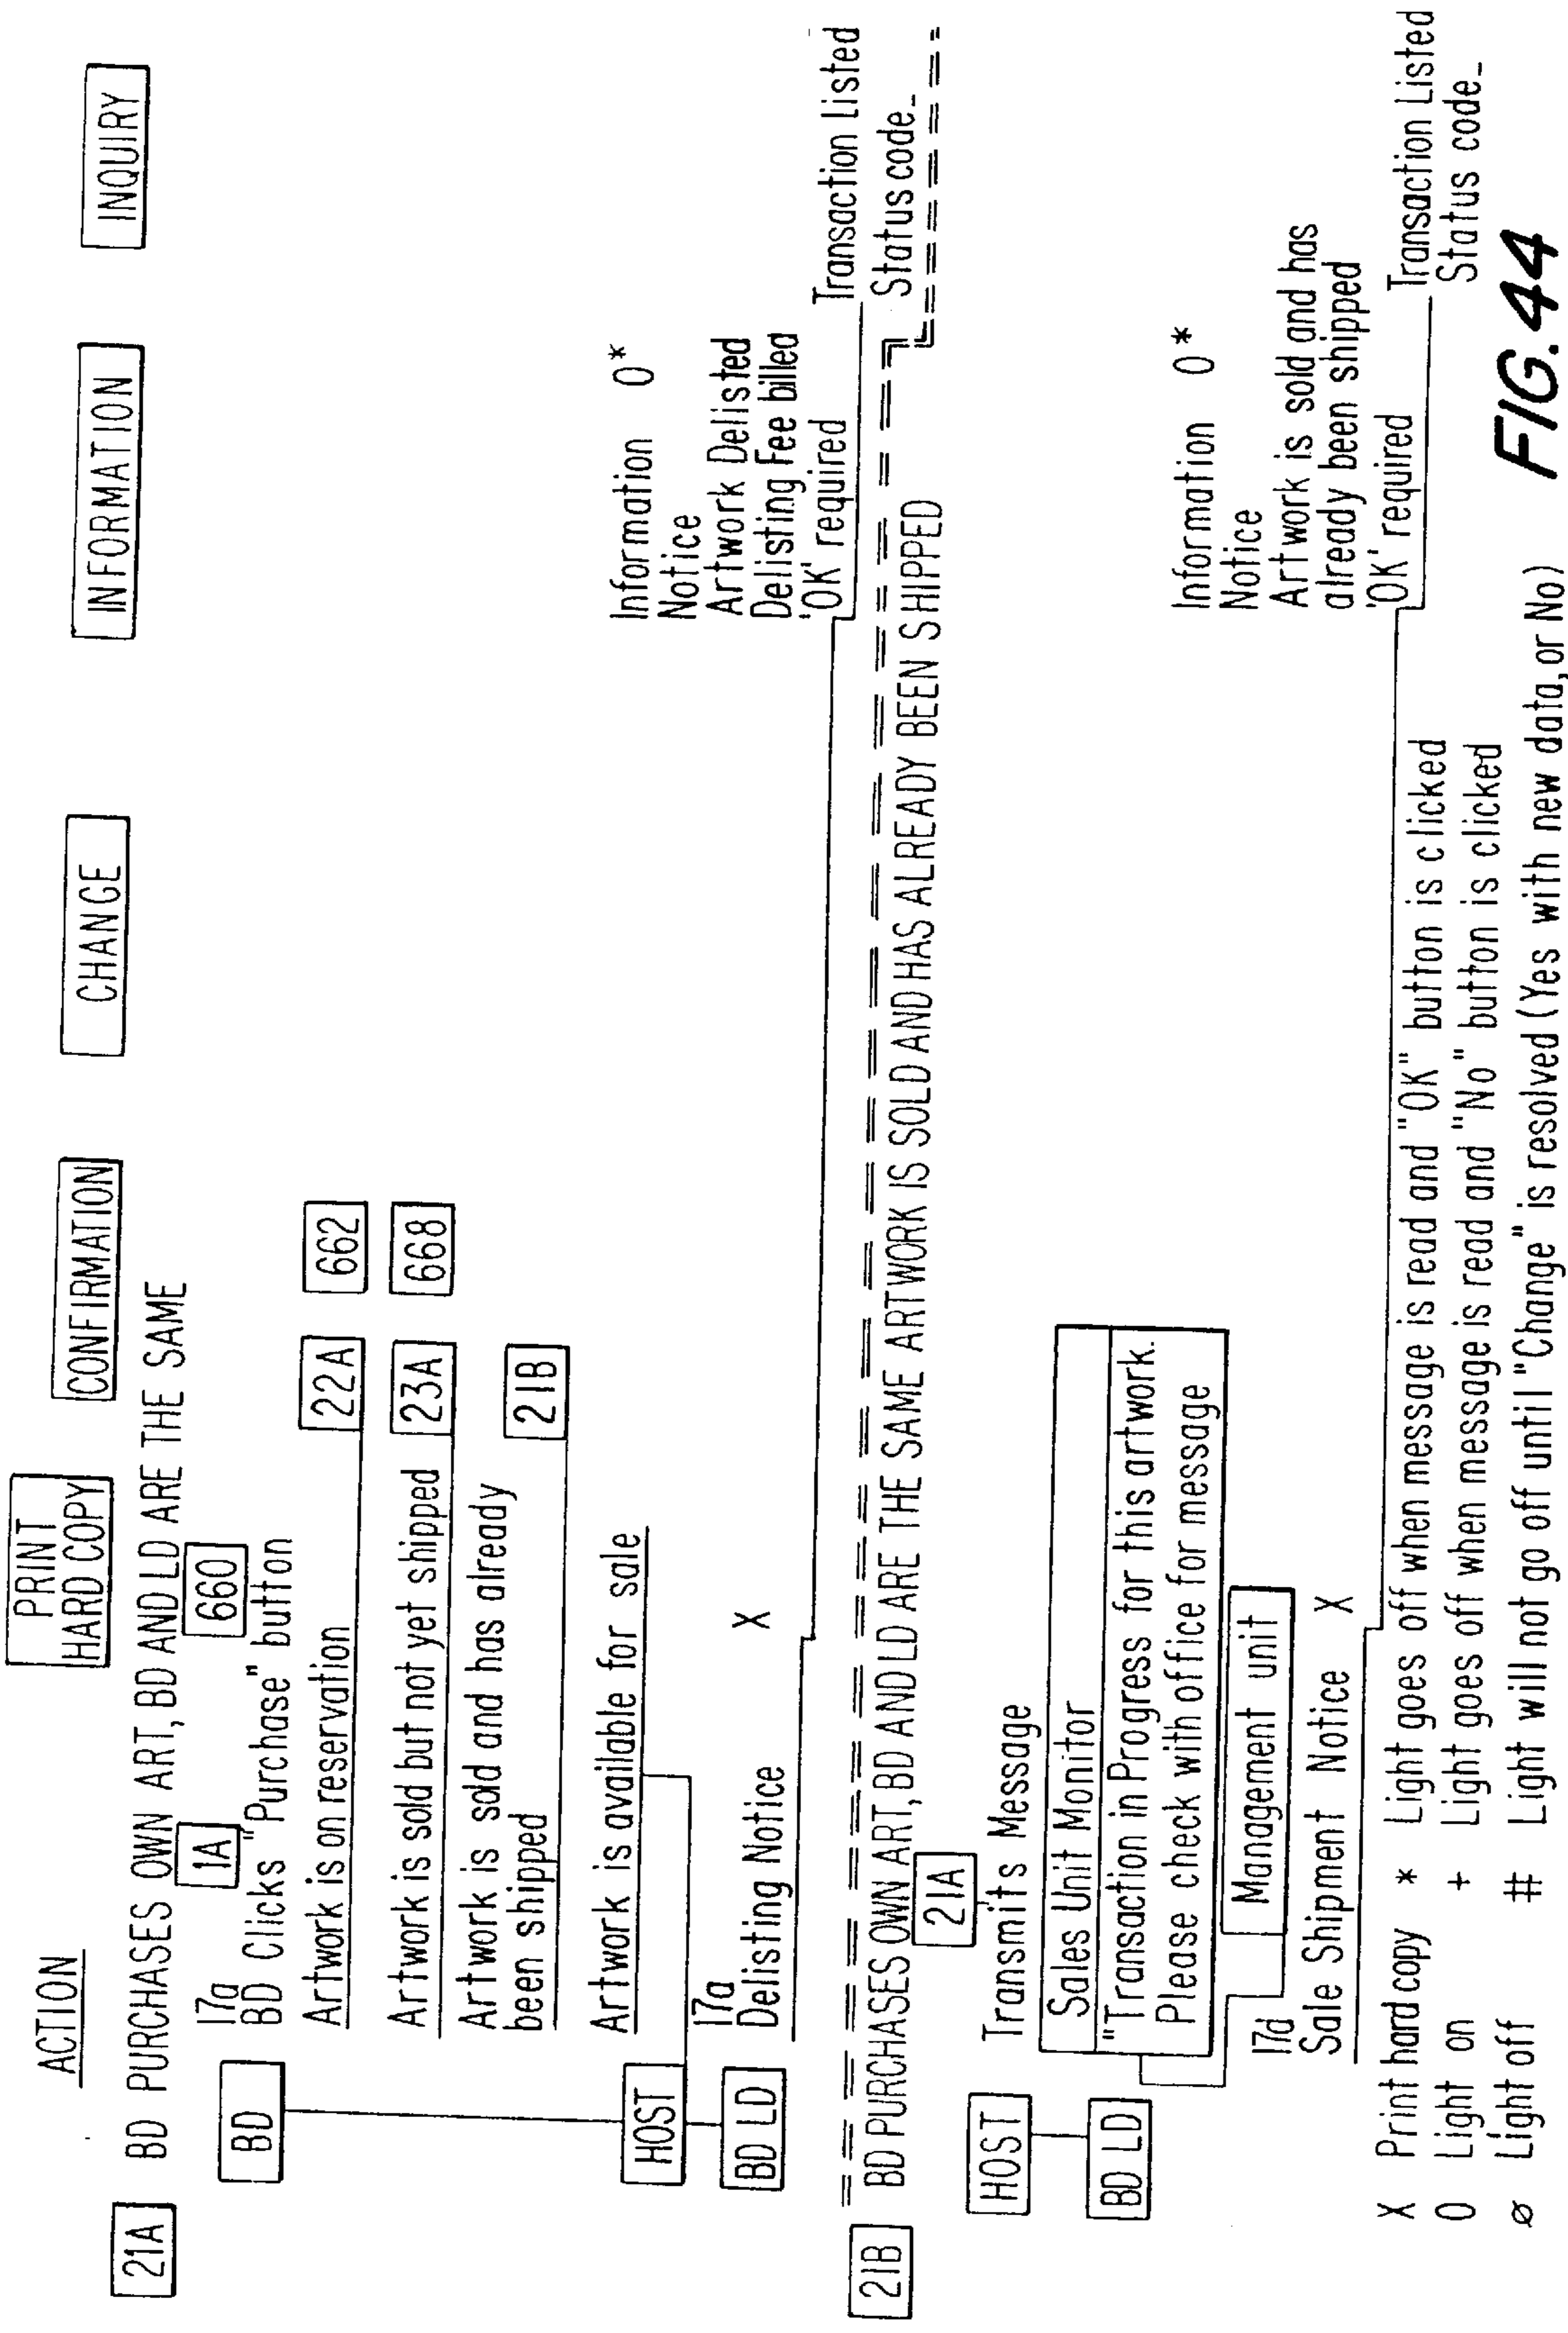 ACTION
PRINT
HARD COPY
CONFIRMATION
CHANGE
INFORMATION
INQUIRY
21A
BD PURCHASES OWN ART, BD AND LD ARE THE SAME
1A
660
17a
BD Clicks "Purchase" button
BD
Artwork is on reservation
22A
662
Artwork is sold but not yet shipped
23A
668
Artwork is sold and has already
been shipped
21B
Artwork is available for sale
HOST
BD LD
17a
Delisting Notice
X
Information O*
Notice
Artwork Delisted
Delisting Fee billed
'OK' required
Transaction Listed
Status code_
21B
BD PURCHASES OWN ART, BD AND LD ARE THE SAME ARTWORK IS SOLD AND HAS ALREADY BEEN SHIPPED
21A
HOST
Transmits Message
BD LD
Sales Unit Monitor
"Transaction in Progress for this artwork.
Please check with office for message
Management unit
17d
Sale Shipment Notice X
Information O*
Notice
Artwork is sold and has
already been shipped
'OK' required
Transaction Listed
Status code_
X Print hard copy * Light goes off when message is read and "OK" button is clicked
O Light on + Light goes off when message is read and "No" button is clicked
ø Light off # Light will not go off until "Change" is resolved (Yes with new data, or No)
FIG. 44